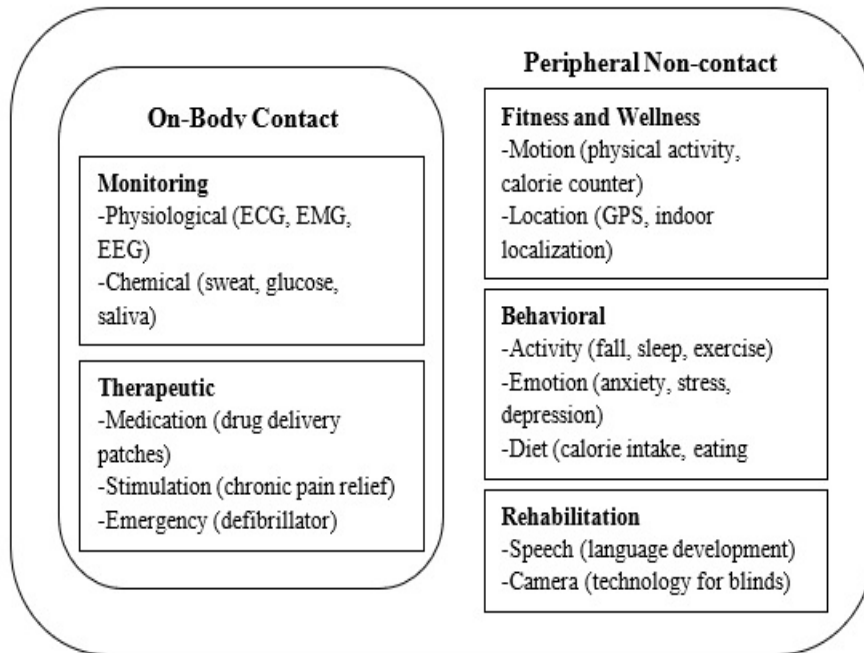 On-Body Contact
Monitoring
-Physiological (ECG, EMG,
EEG)
-Chemical (sweat, glucose,
saliva)
Therapeutic
-Medication (drug delivery
patches)
-Stimulation (chronic pain relief)
-Emergency (defibrillator)
Peripheral Non-contact
Fitness and Wellness
-Motion (physical activity,
calorie counter)
-Location (GPS, indoor
localization)
Behavioral
-Activity (fall, sleep, exercise)
-Emotion (anxiety, stress,
depression)
-Diet (calorie intake, eating
Rehabilitation
-Speech (language development)
-Camera (technology for blinds)